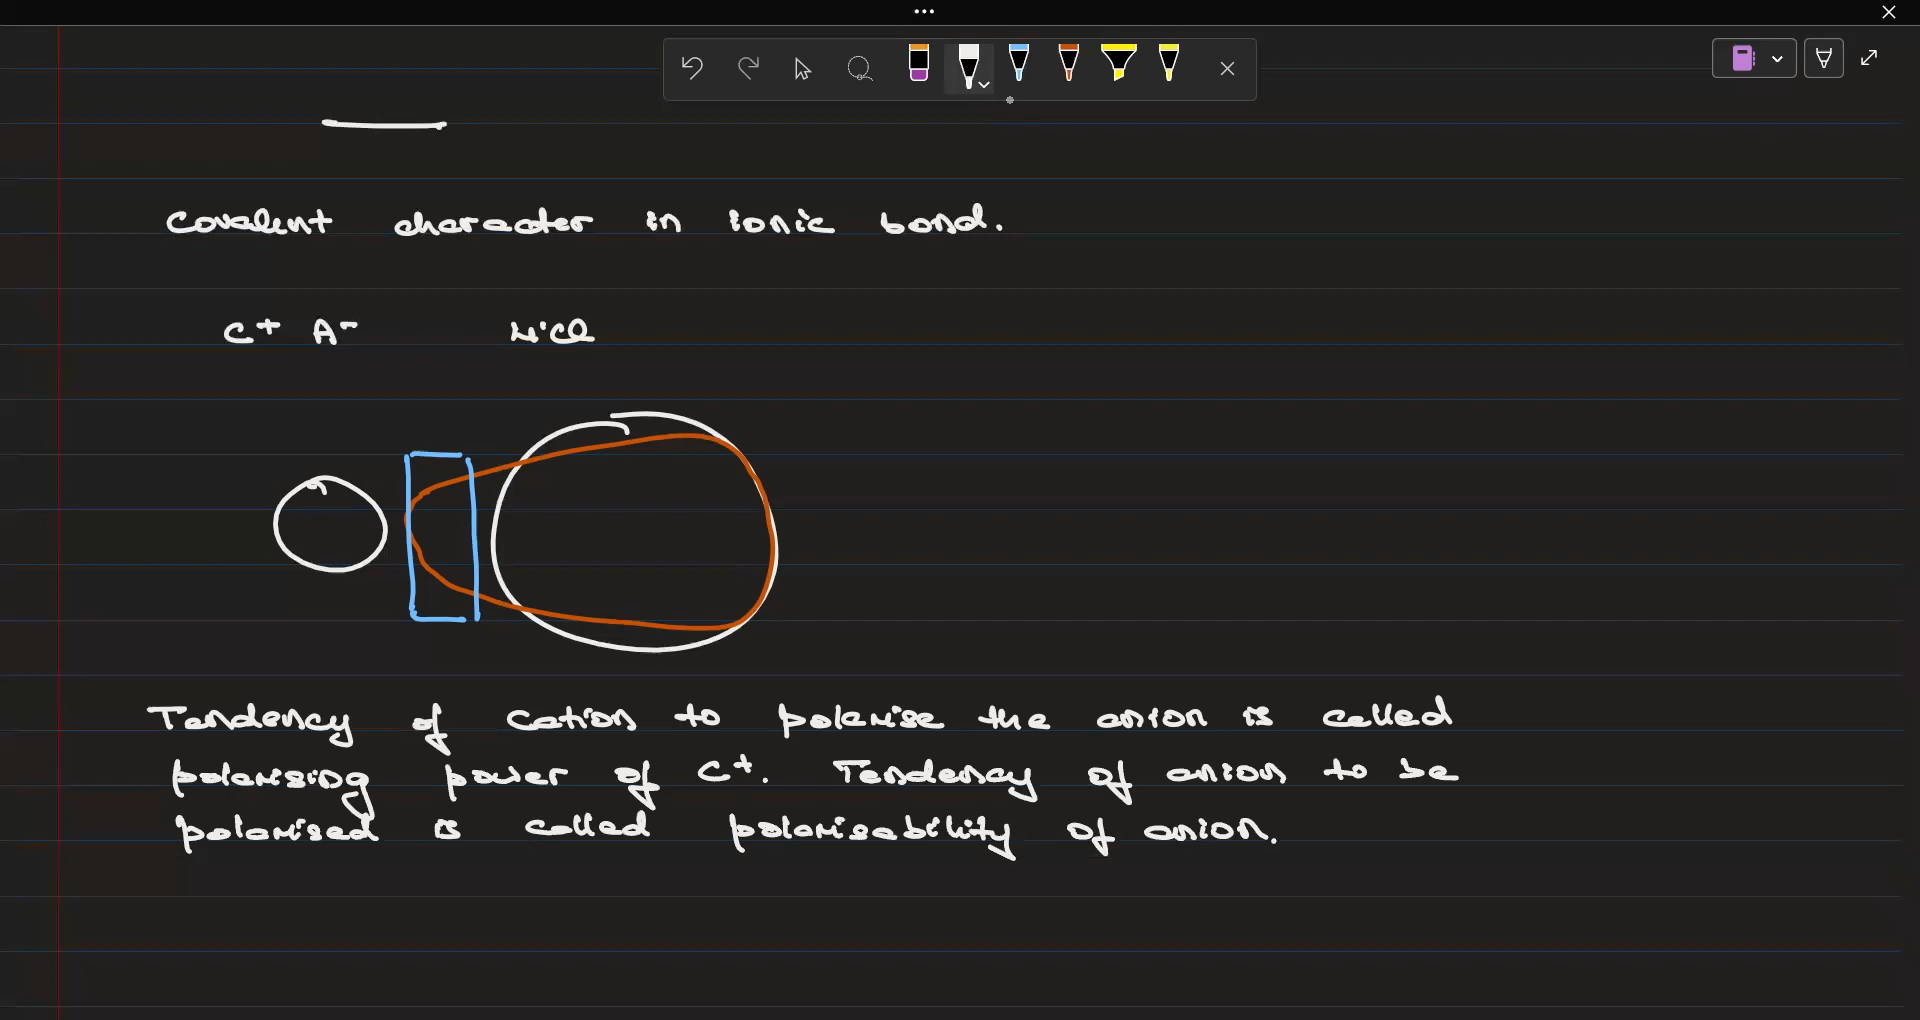 Covalent character in ionic bond.
C+ A- LiCl
Tendency of cation to polarise the anion is called
polarising power of C+. Tendency of anion to be
polarised is called polarisability of anion.